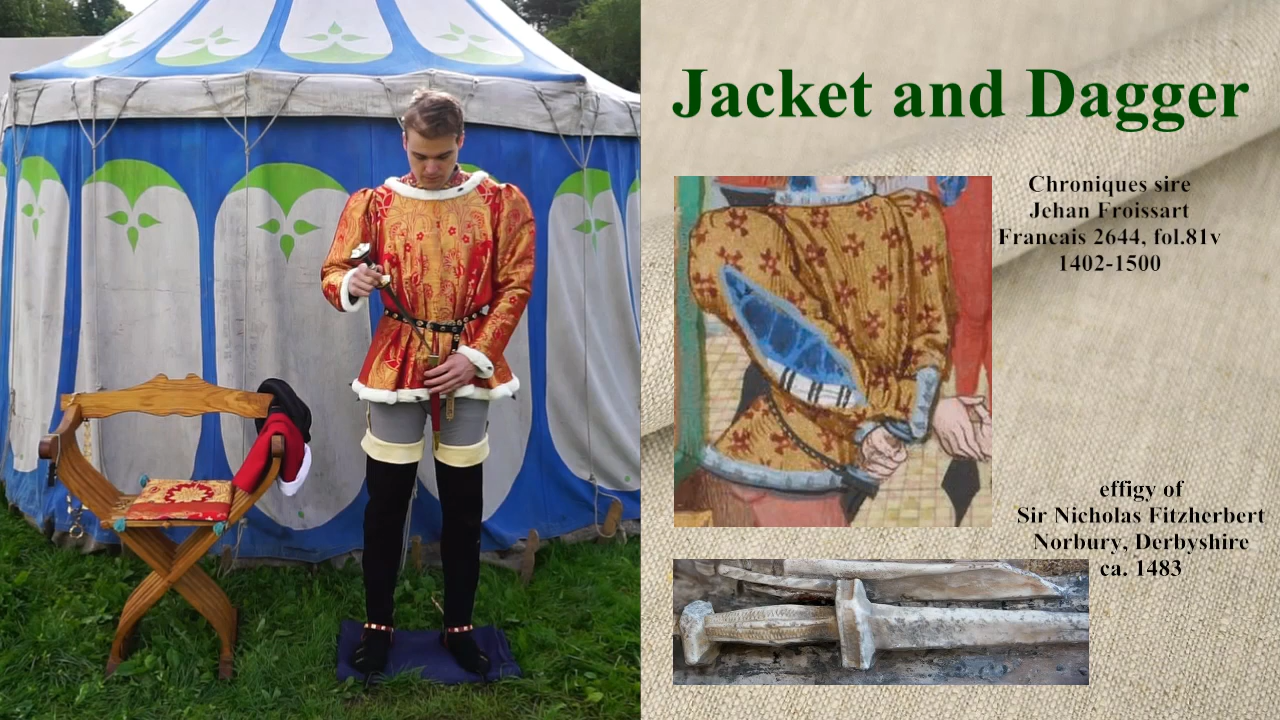 Jacket and Dagger
Chroniques sire
Jehan Froissart
Francais 2644, fol.81v
1402-1500
effigy of
Sir Nicholas Fitzherbert
Norbury, Derbyshire
ca. 1483